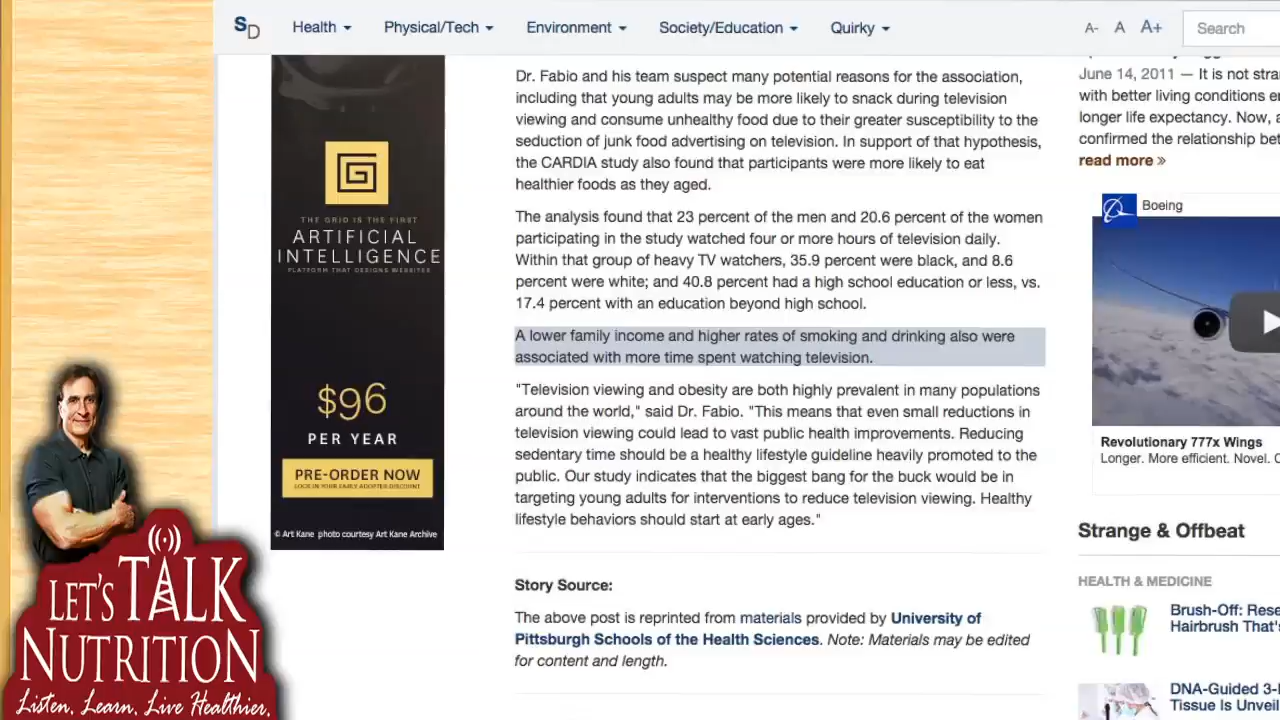 SD
Health
Physical/Tech
Environment
Society/Education
Quirky
A-
A
A+
Search
Dr. Fabio and his team suspect many potential reasons for the association,
including that young adults may be more likely to snack during television
viewing and consume unhealthy food due to their greater susceptibility to the
seduction of junk food advertising on television. In support of that hypothesis,
the CARDIA study also found that participants were more likely to eat
healthier foods as they aged.
The analysis found that 23 percent of the men and 20.6 percent of the women
participating in the study watched four or more hours of television daily.
Within that group of heavy TV watchers, 35.9 percent were black, and 8.6
percent were white; and 40.8 percent had a high school education or less, vs.
17.4 percent with an education beyond high school.
A lower family income and higher rates of smoking and drinking also were
associated with more time spent watching television.
"Television viewing and obesity are both highly prevalent in many populations
around the world," said Dr. Fabio. "This means that even small reductions in
television viewing could lead to vast public health improvements. Reducing
sedentary time should be a healthy lifestyle guideline heavily promoted to the
public. Our study indicates that the biggest bang for the buck would be in
targeting young adults for interventions to reduce television viewing. Healthy
lifestyle behaviors should start at early ages."
Story Source:
The above post is reprinted from materials provided by University of
Pittsburgh Schools of the Health Sciences. Note: Materials may be edited
for content and length.
THE GRID IS THE FIRST
ARTIFICIAL
INTELLIGENCE
PLATFORM THAT DESIGNS WEBSITES
$96
PER YEAR
PRE-ORDER NOW
LOCK IN YOUR EARLY ADOPTER DISCOUNT
© Art Kane photo courtesy Art Kane Archive
LET'S TALK
NUTRITION
Listen. Learn. Live Healthier.
June 14, 2011 — It is not stra
with better living conditions e
longer life expectancy. Now, a
confirmed the relationship bet
read more »
Boeing
Revolutionary 777x Wings
Longer. More efficient. Novel. C
Strange & Offbeat
HEALTH & MEDICINE
Brush-Off: Rese
Hairbrush That's
DNA-Guided 3-
Tissue Is Unveil